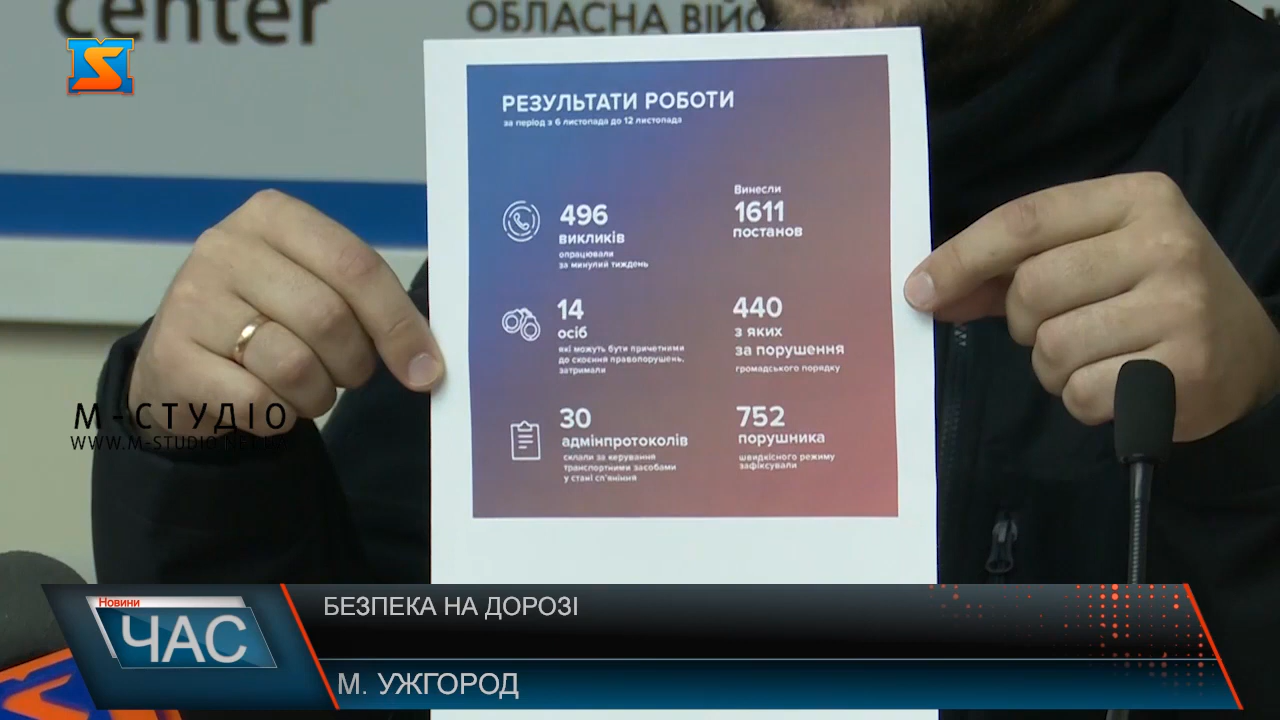 center
ОБЛАСНА ВІЙС
РЕЗУЛЬТАТИ РОБОТИ
за період з 6 листопада до 12 листопада
496
викликів
опрацювали
за минулий тиждень
Винесли
1611
постанов
14
осіб
які можуть бути причетними
до скоєння правопорушень,
затримали
440
з яких
за порушення
громадського порядку
30
адмінпротоколів
склали за керування
транспортними засобами
у стані сп'яніння
752
порушника
швидкісного режиму
зафіксували
М-СТУДІО
Новини
ЧАС
БЕЗПЕКА НА ДОРОЗІ
М. УЖГОРОД